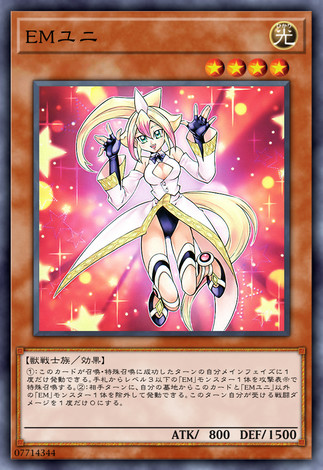 EMユニ
光
【獣戦士族／効果】
①:このカードが召喚・特殊召喚に成功したターンの自分メインフェイズに１
度だけ発動できる。手札からレベル３以下の「EM」モンスター１体を攻撃表示で
特殊召喚する。②:相手ターンに、自分の墓地からこのカードと「EMユニ」以外
の「EM」モンスター１体を除外して発動できる。このターン自分が受ける戦闘ダ
メージを１度だけ０にする。
ATK/ 800 DEF/1500
07714344